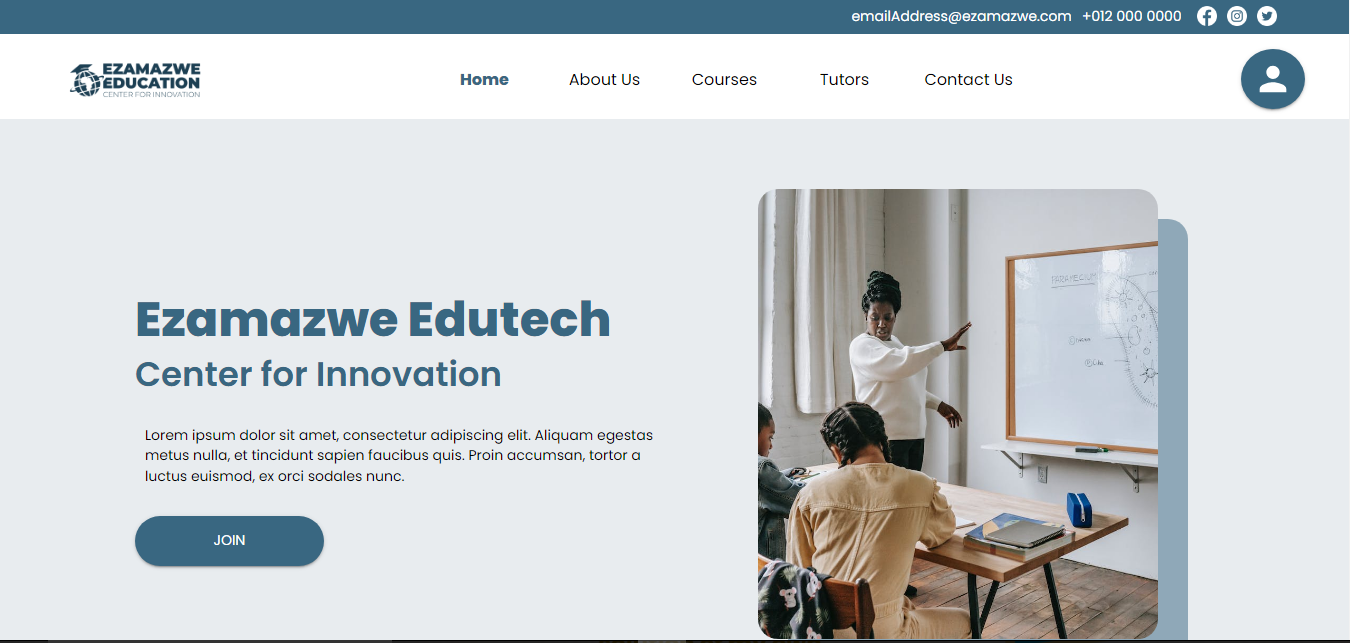 emailAddress@ezamazwe.com +012 000 0000
EZAMAZWE
EDUCATION
CENTER FOR INNOVATION
Home About Us Courses Tutors Contact Us
Ezamazwe Edutech
Center for Innovation
Lorem ipsum dolor sit amet, consectetur adipiscing elit. Aliquam egestas
metus nulla, et tincidunt sapien faucibus quis. Proin accumsan, tortor a
luctus euismod, ex orci sodales nunc.
JOIN
PARAMECIUM